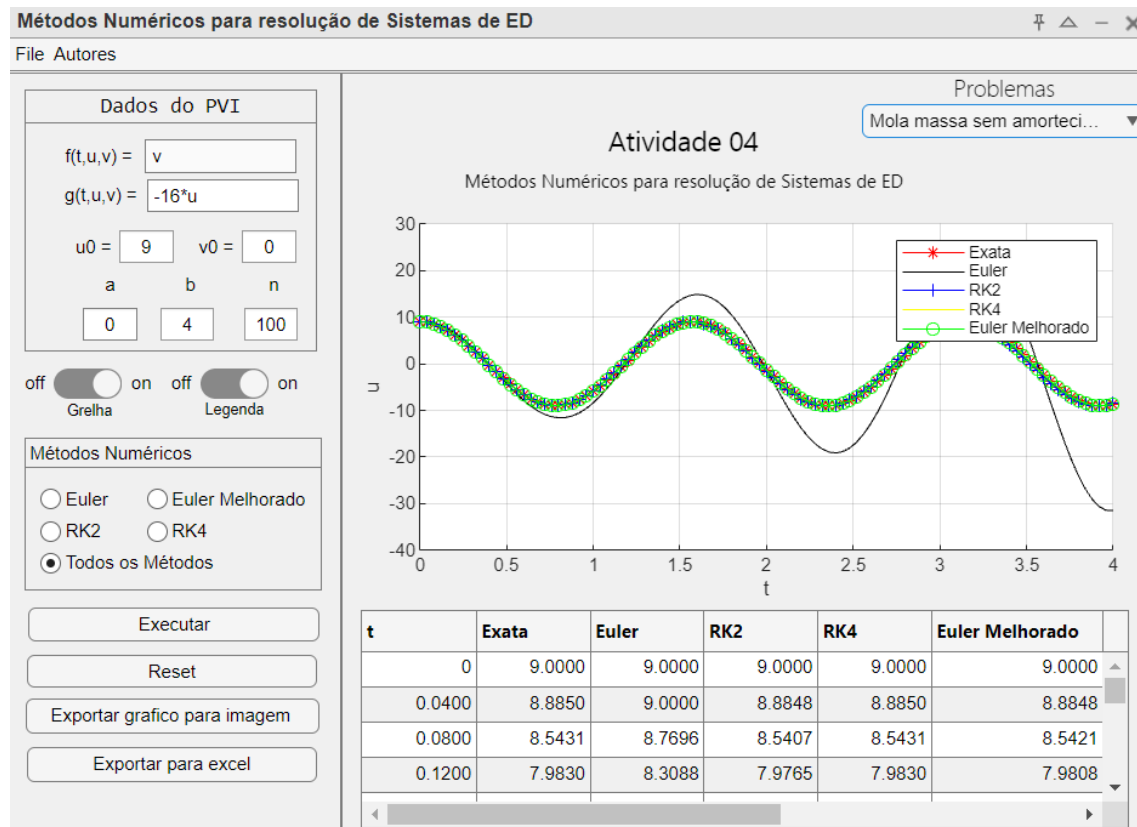 Métodos Numéricos para resolução de Sistemas de ED
File Autores
Dados do PVI
f(t,u,v) = v
g(t,u,v) = -16*u
u0 = 9 v0 = 0
a b n
0 4 100
off on off on
Grelha Legenda
Métodos Numéricos
Euler Euler Melhorado
RK2 RK4
Todos os Métodos
Executar
Reset
Exportar grafico para imagem
Exportar para excel
Problemas
Mola massa sem amorteci...
Atividade 04
Métodos Numéricos para resolução de Sistemas de ED
30
20
10
0
-10
-20
-30
-40
u
0 0.5 1 1.5 2 2.5 3 3.5 4
t
Exata
Euler
RK2
RK4
Euler Melhorado
t Exata Euler RK2 RK4 Euler Melhorado
0 9.0000 9.0000 9.0000 9.0000 9.0000
0.0400 8.8850 9.0000 8.8848 8.8850 8.8848
0.0800 8.5431 8.7696 8.5407 8.5431 8.5421
0.1200 7.9830 8.3088 7.9765 7.9830 7.9808